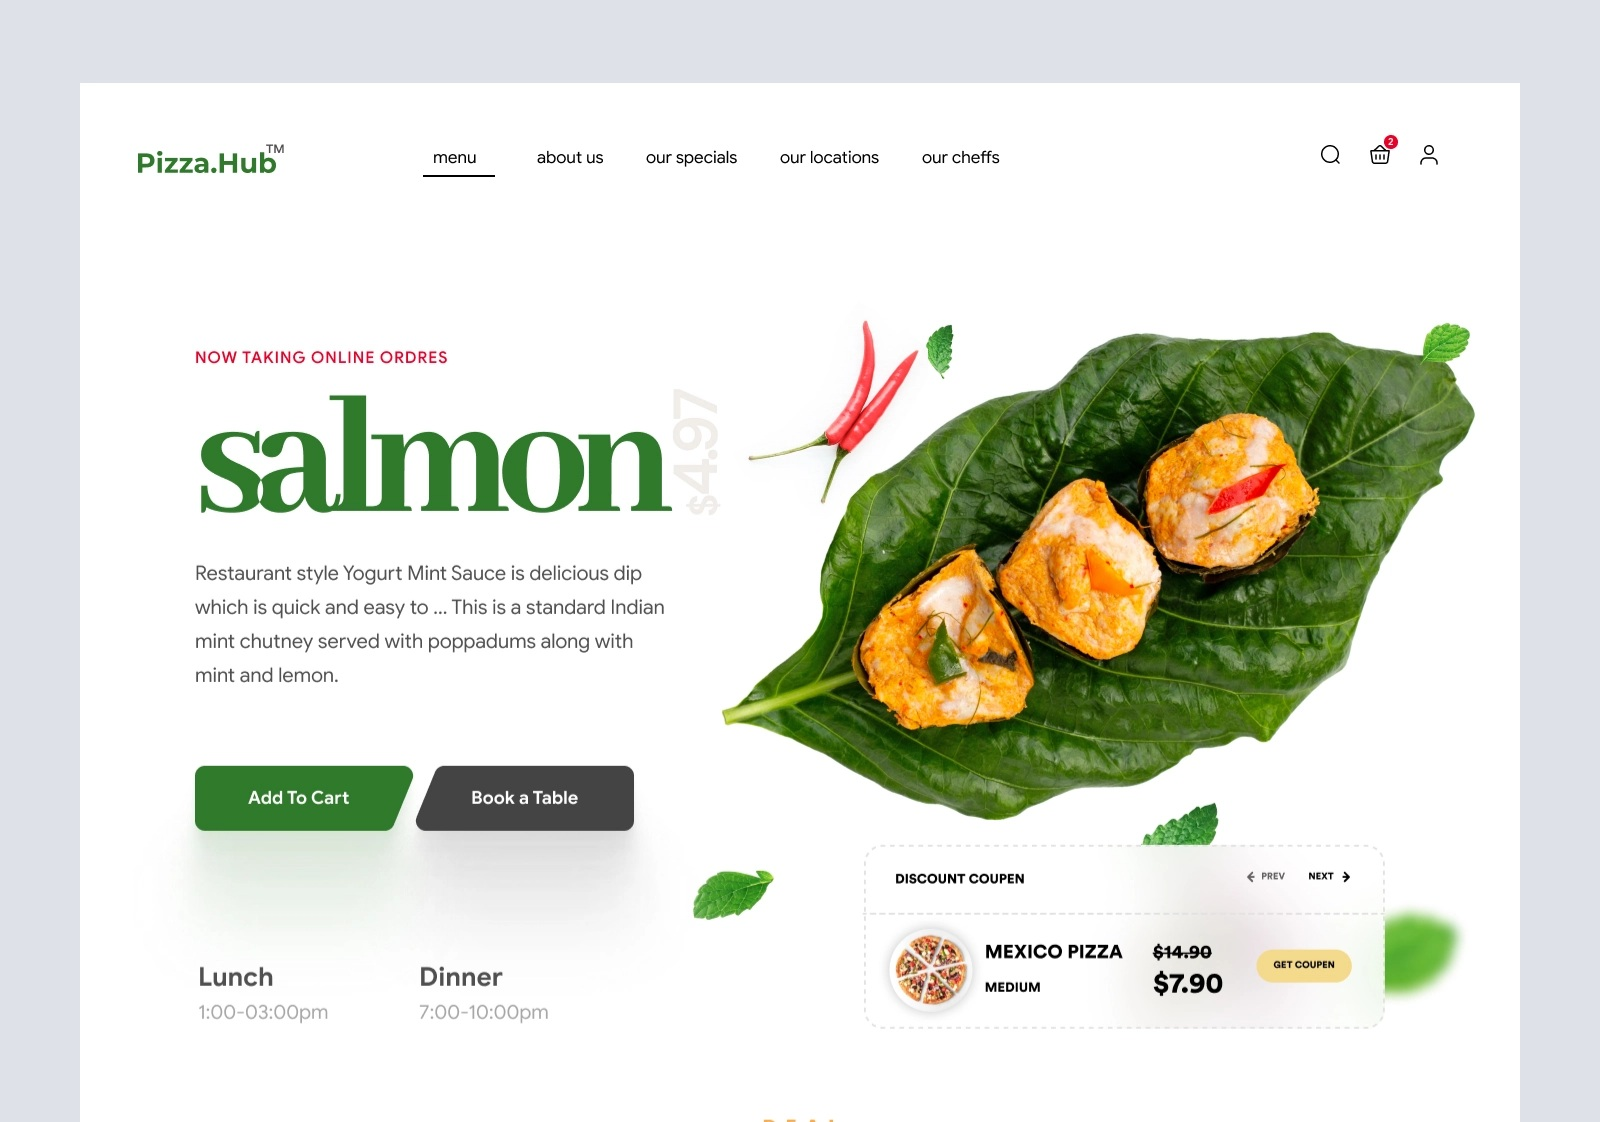 Pizza.Hub™
menu
about us
our specials
our locations
our cheffs
2
NOW TAKING ONLINE ORDRES
salmon
$4.97
Restaurant style Yogurt Mint Sauce is delicious dip
which is quick and easy to ... This is a standard Indian
mint chutney served with poppadums along with
mint and lemon.
Add To Cart
Book a Table
Lunch
1:00-03:00pm
Dinner
7:00-10:00pm
DISCOUNT COUPEN
PREV
NEXT
MEXICO PIZZA
MEDIUM
$14.90
$7.90
GET COUPEN